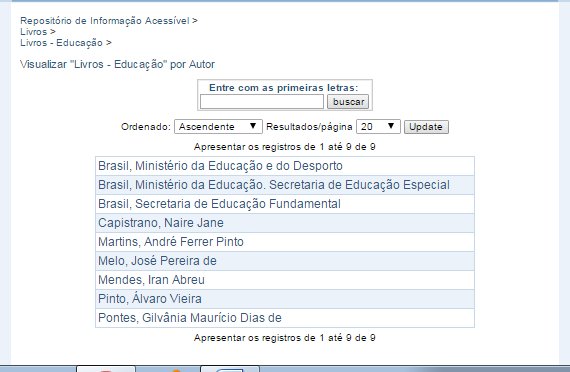 Repositório de Informação Acessível >
Livros >
Livros - Educação >
Visualizar "Livros - Educação" por Autor
Entre com as primeiras letras:
buscar
Ordenado: Ascendente Resultados/página 20 Update
Apresentar os registros de 1 até 9 de 9
Brasil, Ministério da Educação e do Desporto
Brasil, Ministério da Educação. Secretaria de Educação Especial
Brasil, Secretaria de Educação Fundamental
Capistrano, Naire Jane
Martins, André Ferrer Pinto
Melo, José Pereira de
Mendes, Iran Abreu
Pinto, Álvaro Vieira
Pontes, Gilvânia Maurício Dias de
Apresentar os registros de 1 até 9 de 9